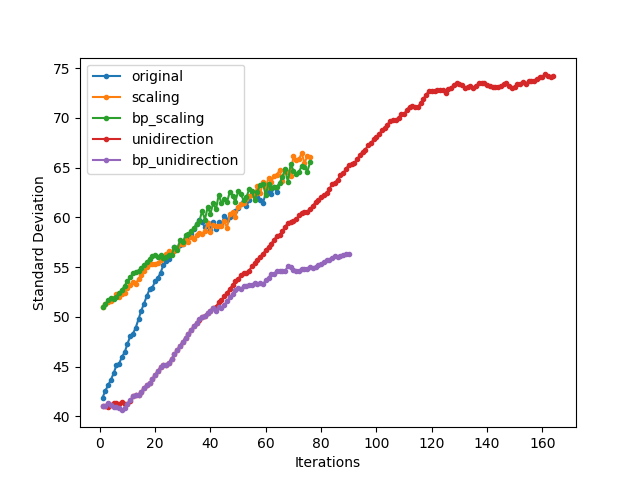 original
scaling
bp_scaling
unidirection
bp_unidirection
75
70
65
60
55
50
45
40
Standard Deviation
0 20 40 60 80 100 120 140 160
Iterations